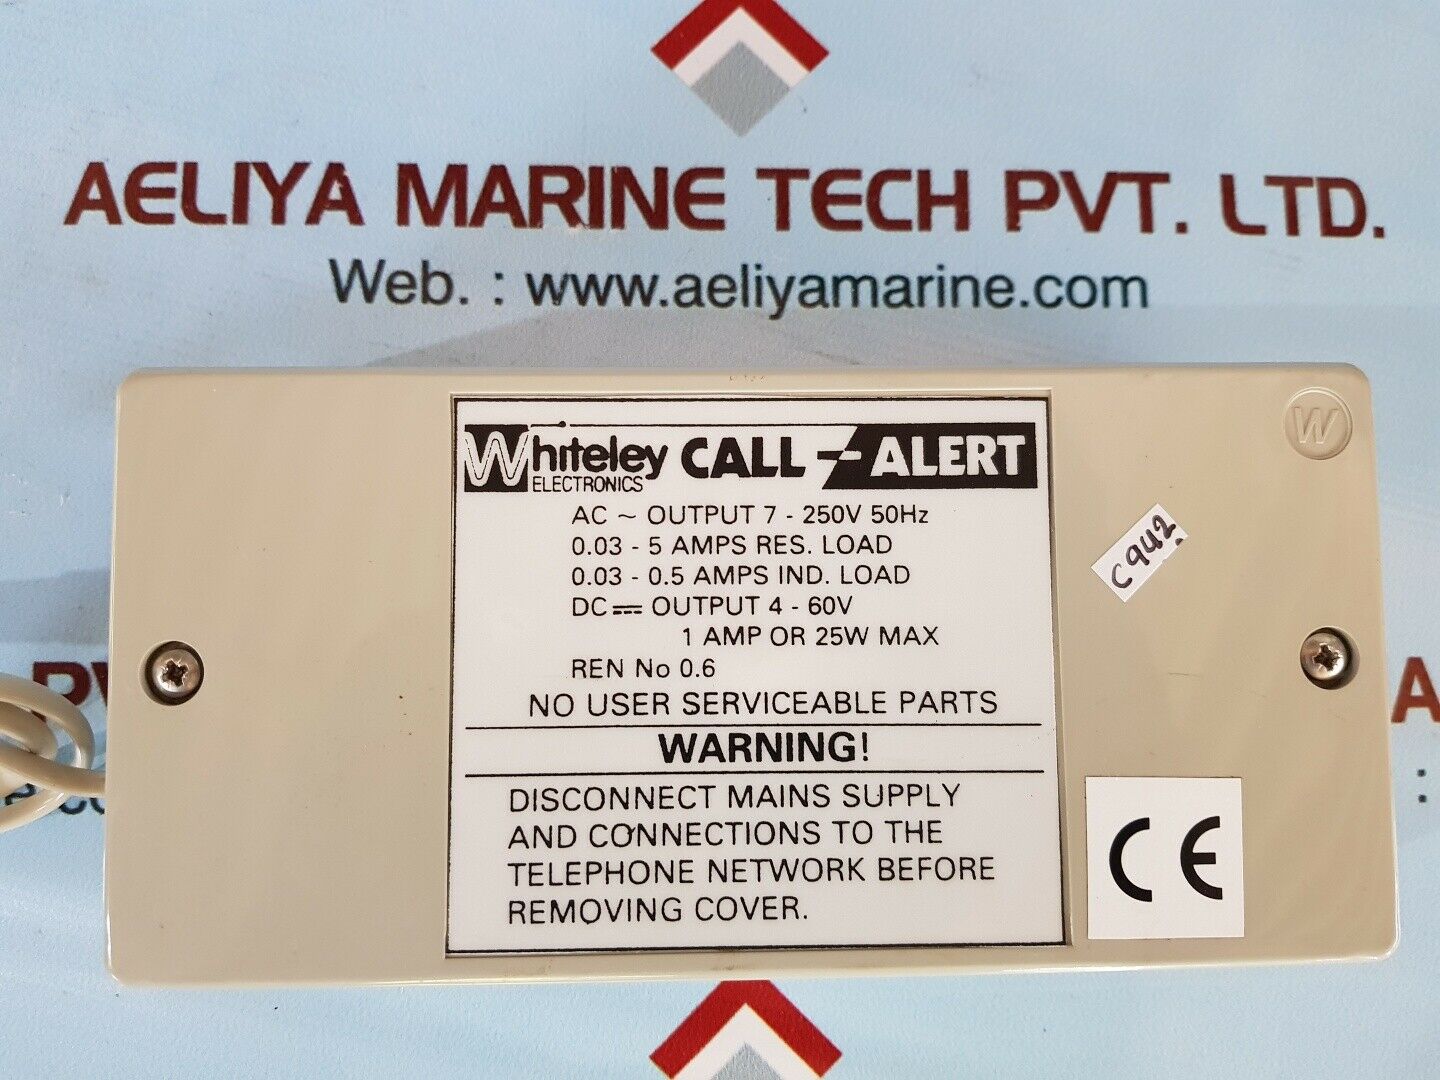 AELIYA MARINE TECH PVT. LTD.
Web. : www.aeliyamarine.com
W
Whiteley ELECTRONICS CALL-ALERT
AC ~ OUTPUT 7 - 250V 50Hz
0.03 - 5 AMPS RES. LOAD
0.03 - 0.5 AMPS IND. LOAD
DC⎓ OUTPUT 4 - 60V
1 AMP OR 25W MAX
REN No 0.6
NO USER SERVICEABLE PARTS
WARNING!
DISCONNECT MAINS SUPPLY
AND CONNECTIONS TO THE
TELEPHONE NETWORK BEFORE
REMOVING COVER.
C942
CE